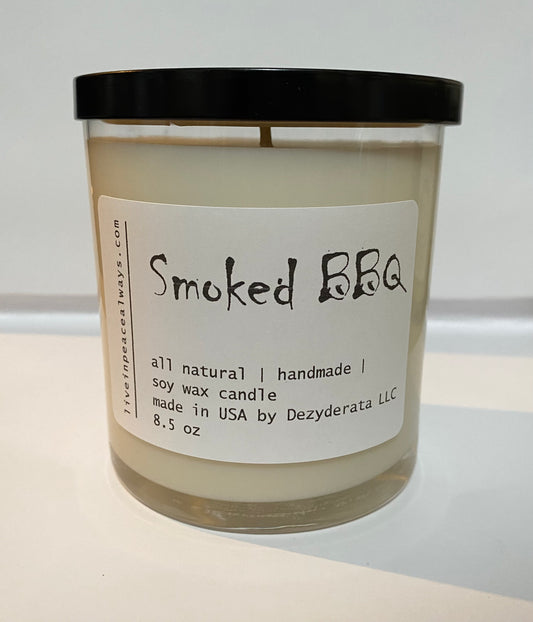 liveinpeacealways.com
Smoked BBQ
all natural | handmade |
soy wax candle
made in USA by Dezyderata LLC
8.5 oz